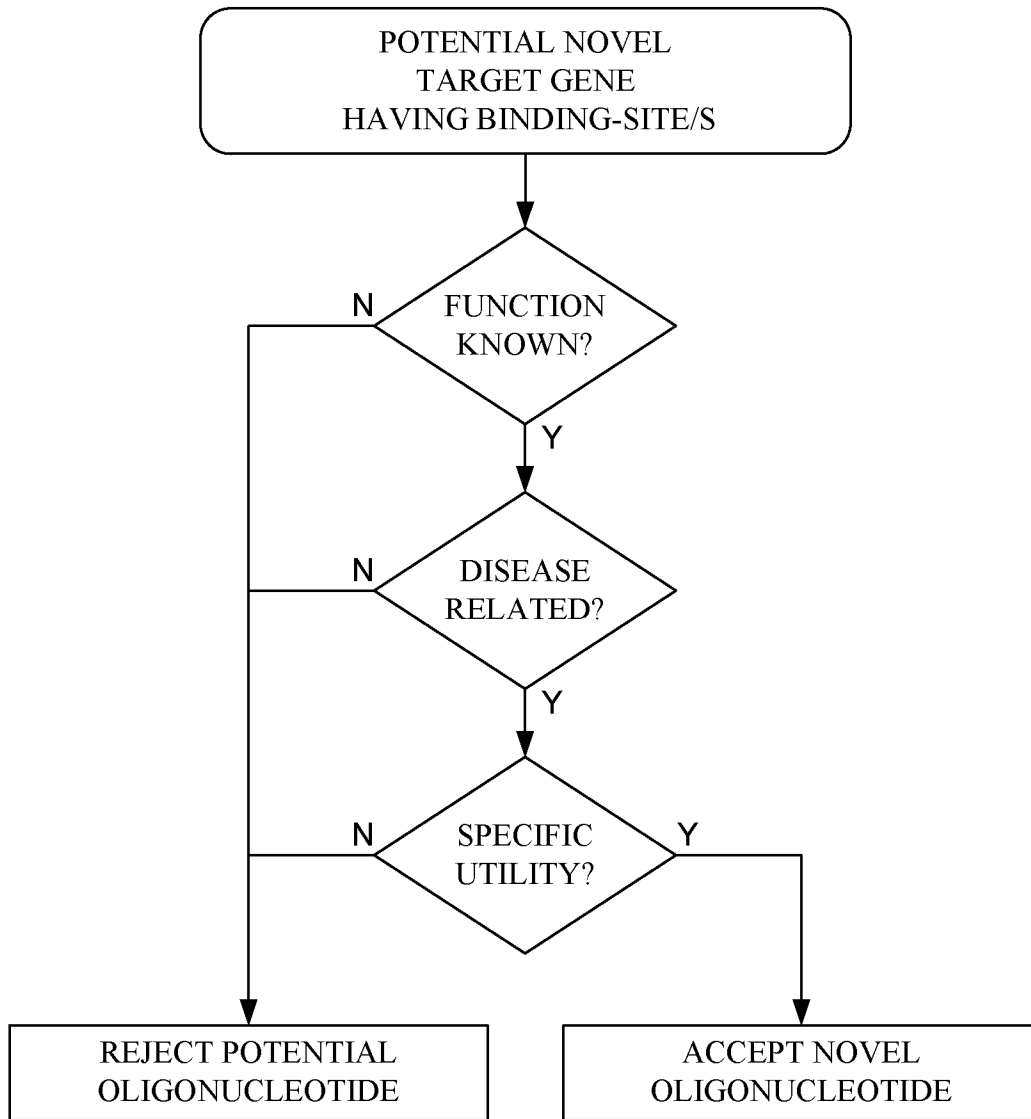 POTENTIAL NOVEL
TARGET GENE
HAVING BINDING-SITE/S
N
FUNCTION
KNOWN?
Y
N
DISEASE
RELATED?
Y
N
SPECIFIC
UTILITY?
Y
REJECT POTENTIAL
OLIGONUCLEOTIDE
ACCEPT NOVEL
OLIGONUCLEOTIDE